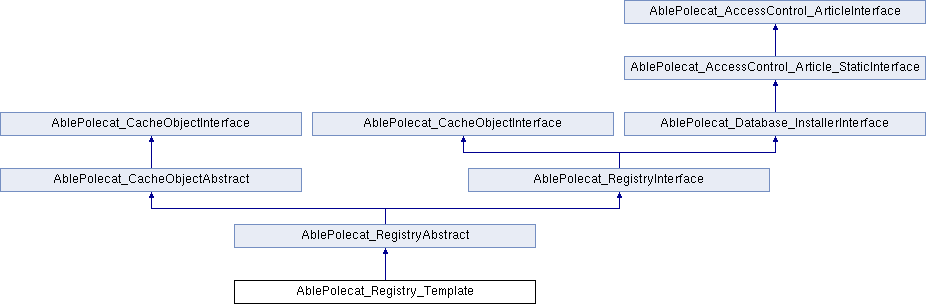 AblePolecat_AccessControl_ArticleInterface
AblePolecat_AccessControl_Article_StaticInterface
AblePolecat_CacheObjectInterface
AblePolecat_CacheObjectInterface
AblePolecat_Database_InstallerInterface
AblePolecat_CacheObjectAbstract
AblePolecat_RegistryInterface
AblePolecat_RegistryAbstract
AblePolecat_Registry_Template